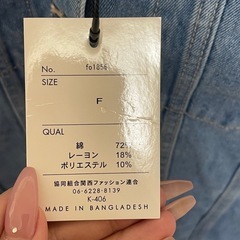 No. fo1856
SIZE
F
QUAL
綿 72%
レーヨン 18%
ポリエステル 10%
協同組合関西ファッション連合
06-6228-8139
K-406
MADE IN BANGLADESH